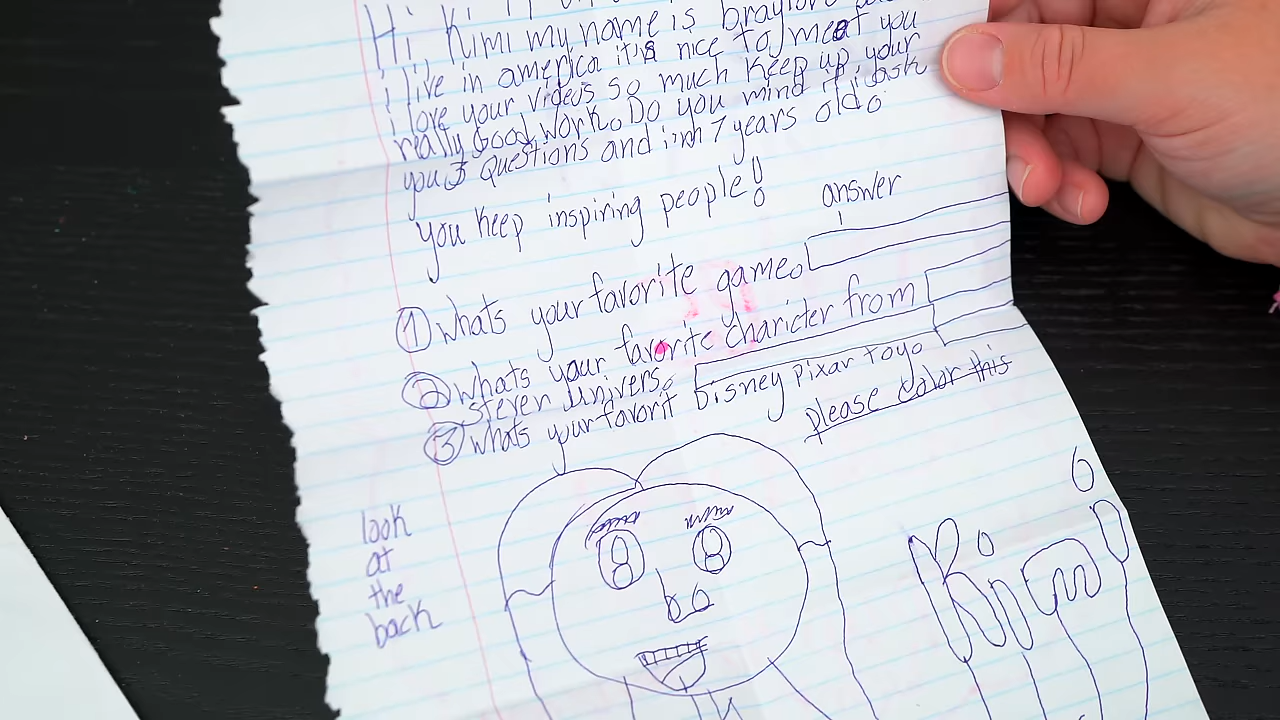 Hi, Kimi my name is
i live in america it's nice to meet you
i love your videos so much keep up your
really good work. Do you mind if i ask
you 3 questions and i'm 7 years old.
you keep inspiring people!
answer
① whats your favorite game.
② whats your favorite charicter from
steven univers.
③ whats your favorit Disney pixar toy.
please color this
look
at
the
back
Kimi